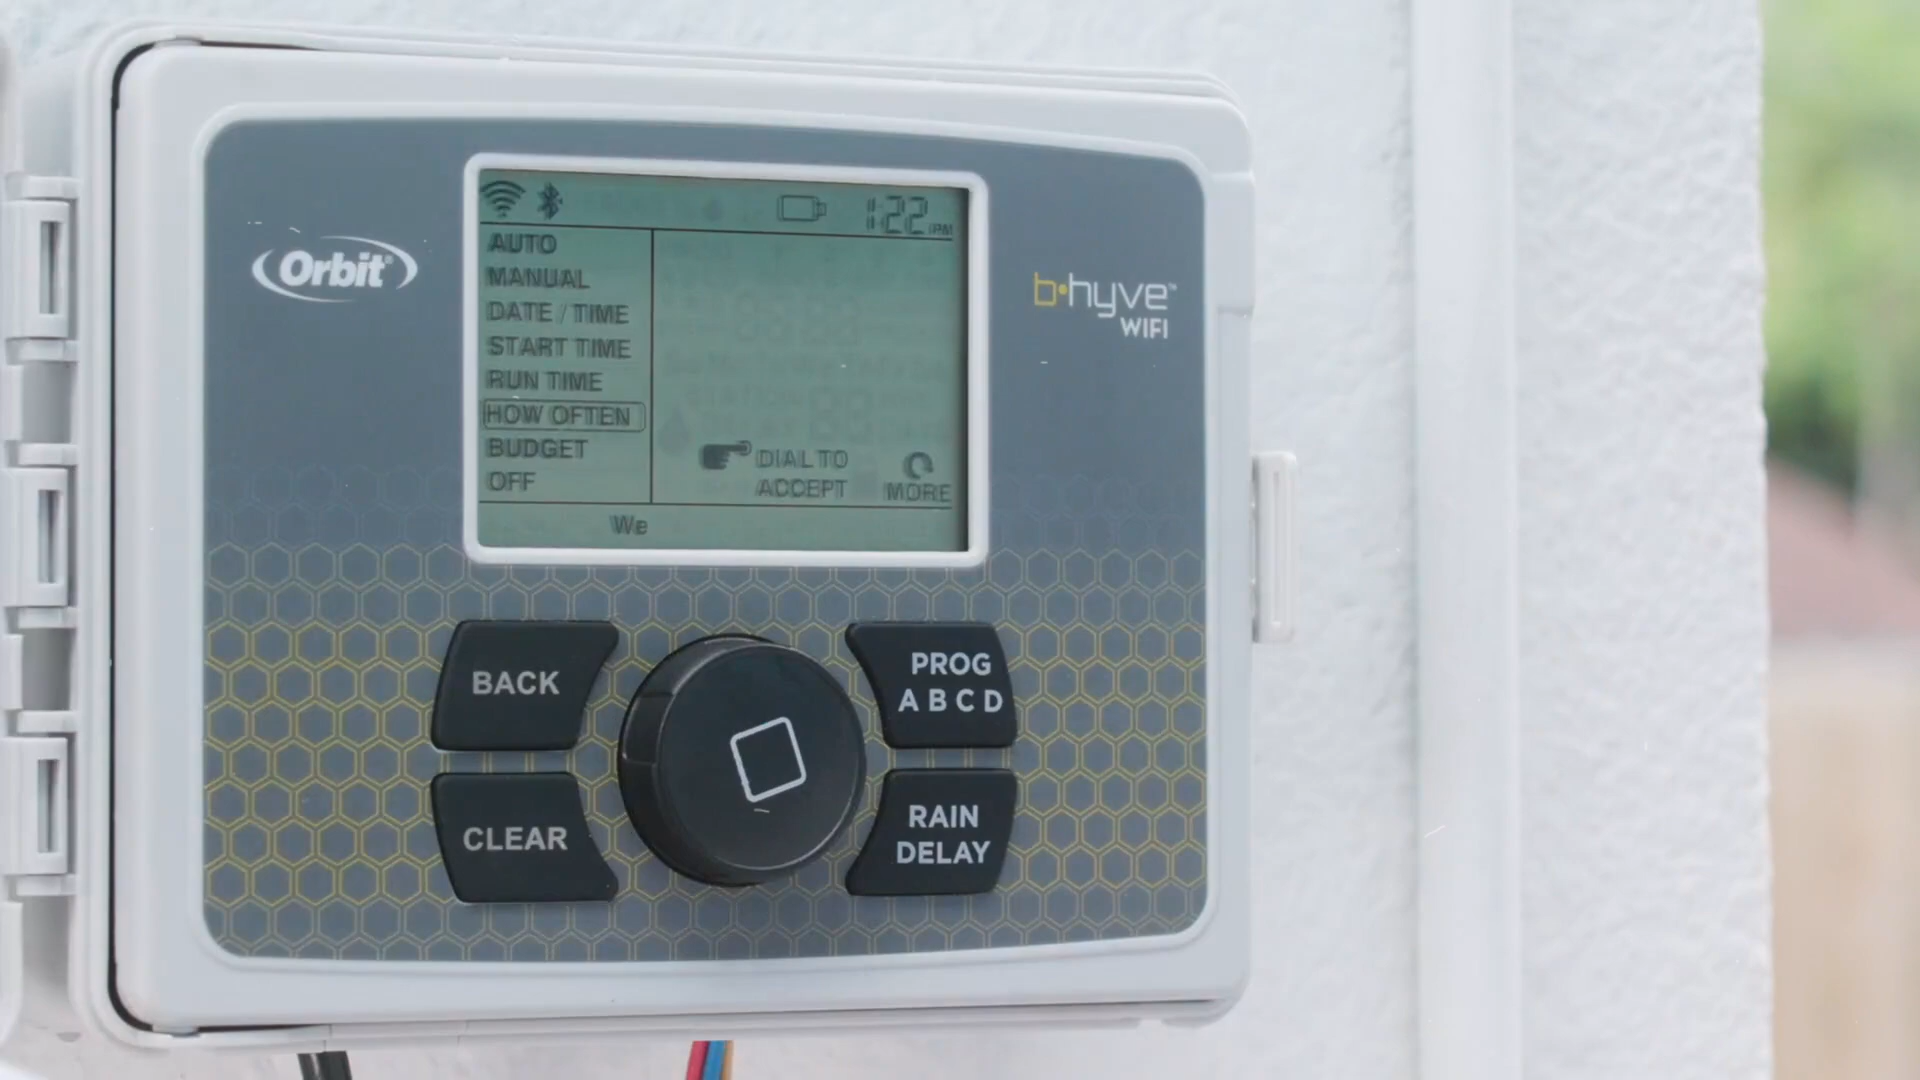 1:22 PM
AUTO
MANUAL
DATE / TIME
START TIME
RUN TIME
HOW OFTEN
BUDGET
OFF
DIAL TO
ACCEPT
MORE
We
Orbit®
b•hyve™
WIFI
BACK
CLEAR
PROG
A B C D
RAIN
DELAY